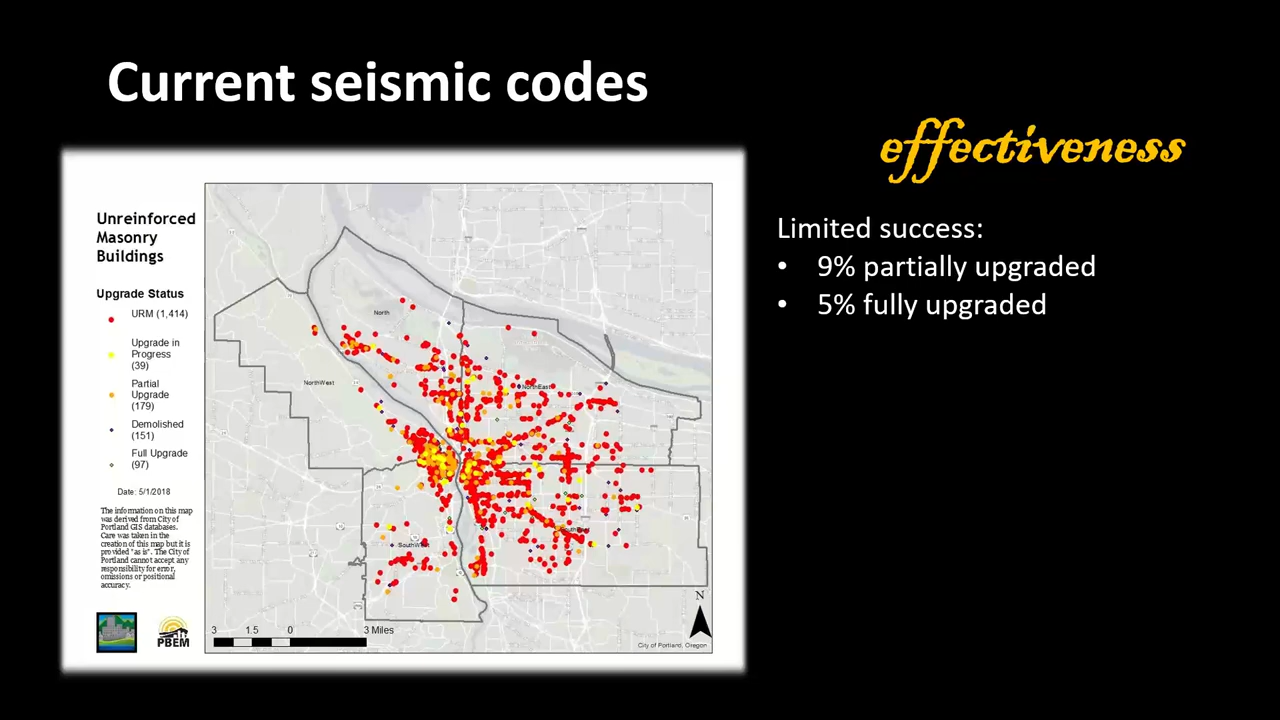 Current seismic codes
effectiveness
Unreinforced
Masonry
Buildings
Upgrade Status
URM (1,414)
Upgrade in
Progress
(39)
Partial
Upgrade
(179)
Demolished
(151)
Full Upgrade
(97)
Date: 5/1/2018
The information on this map
was derived from City of
Portland GIS databases.
Care was taken in the
creation of this map but it is
provided "as is". The City of
Portland cannot accept any
responsibility for error,
omissions or positional
accuracy.
PBEM
North
NorthWest
NorthEast
SouthWest
SouthEast
3 1.5 0 3 Miles
N
City of Portland, Oregon
Limited success:
• 9% partially upgraded
• 5% fully upgraded